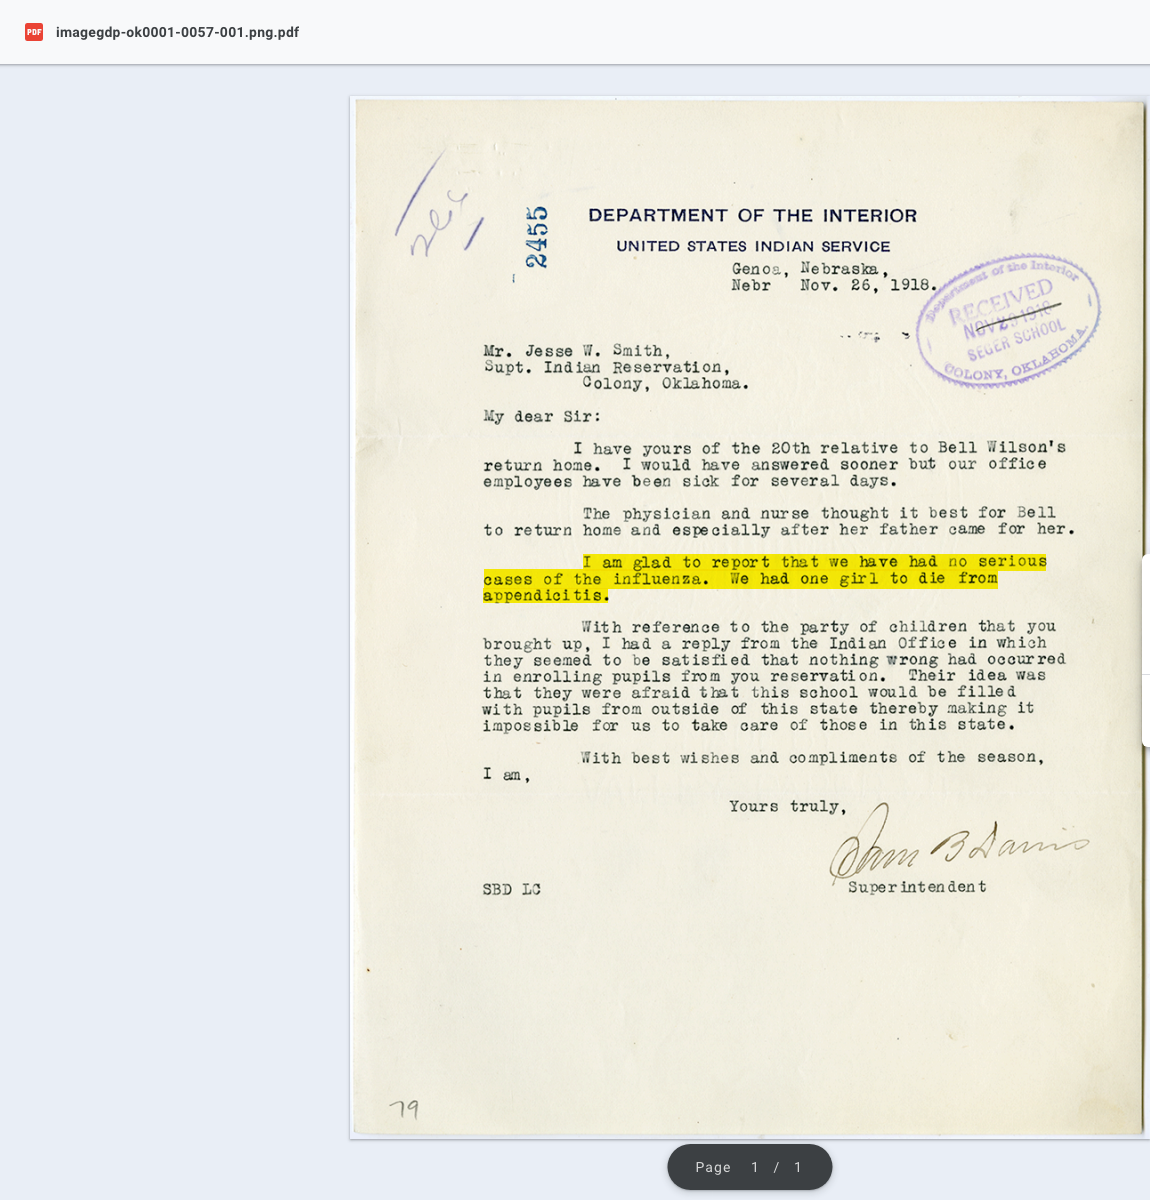 PDF imagegdp-ok0001-0057-001.png.pdf
2455
DEPARTMENT OF THE INTERIOR
UNITED STATES INDIAN SERVICE
Genoa, Nebraska,
Nebr Nov. 26, 1918.
Department of the Interior
RECEIVED
NOV 29 1918
SEGER SCHOOL
COLONY, OKLAHOMA.
Mr. Jesse W. Smith,
Supt. Indian Reservation,
Colony, Oklahoma.
My dear Sir:
I have yours of the 20th relative to Bell Wilson's
return home. I would have answered sooner but our office
employees have been sick for several days.
The physician and nurse thought it best for Bell
to return home and especially after her father came for her.
I am glad to report that we have had no serious
cases of the influenza. We had one girl to die from
appendicitis.
With reference to the party of children that you
brought up, I had a reply from the Indian Office in which
they seemed to be satisfied that nothing wrong had occurred
in enrolling pupils from you reservation. Their idea was
that they were afraid that this school would be filled
with pupils from outside of this state thereby making it
impossible for us to take care of those in this state.
With best wishes and compliments of the season,
I am,
Yours truly,
Sam B Davis
SBD LC
Superintendent
79
Page 1 / 1